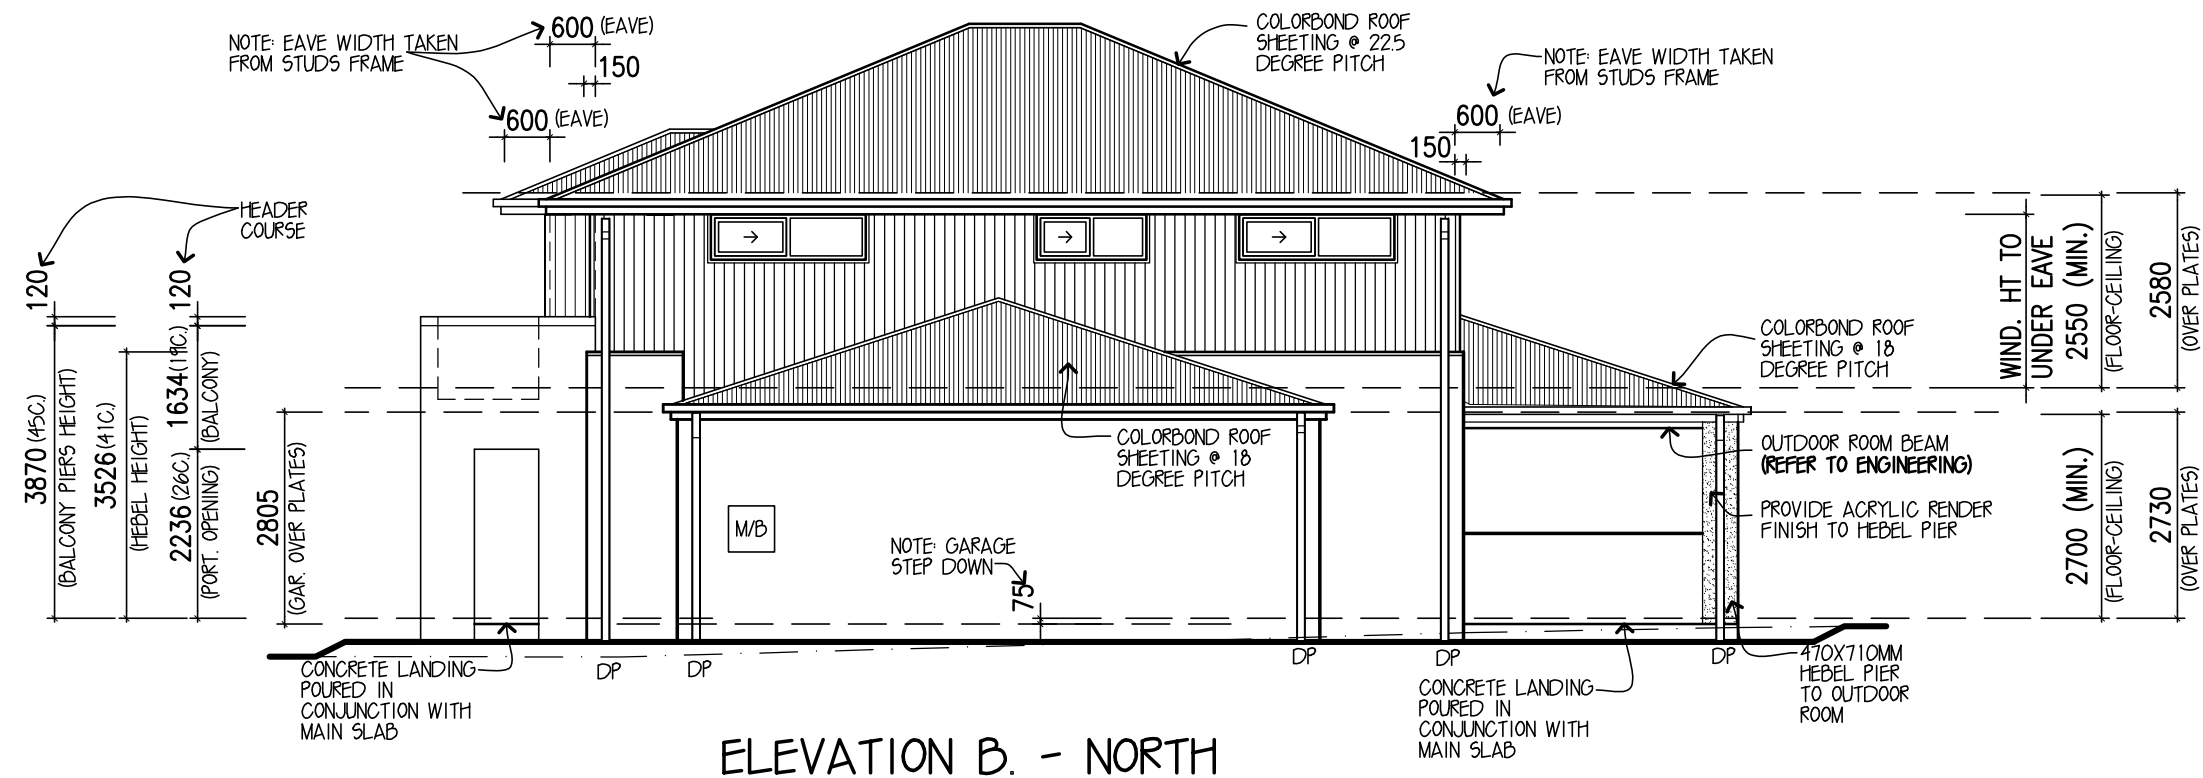 600 (EAVE)
NOTE: EAVE WIDTH TAKEN
FROM STUDS FRAME
150
600 (EAVE)
COLORBOND ROOF
SHEETING @ 22.5
DEGREE PITCH
NOTE: EAVE WIDTH TAKEN
FROM STUDS FRAME
600 (EAVE)
150
HEADER
COURSE
120
120
3870 (45C.)
(BALCONY PIERS HEIGHT)
3526 (41C.)
(HEBEL HEIGHT)
1634 (19C.)
(BALCONY)
2236 (26C.)
(PORT. OPENING)
2805
(GAR. OVER PLATES)
WIND. HT TO
UNDER EAVE
2550 (MIN.)
(FLOOR-CEILING)
2580
(OVER PLATES)
COLORBOND ROOF
SHEETING @ 18
DEGREE PITCH
COLORBOND ROOF
SHEETING @ 18
DEGREE PITCH
OUTDOOR ROOM BEAM
(REFER TO ENGINEERING)
PROVIDE ACRYLIC RENDER
FINISH TO HEBEL PIER
2700 (MIN.)
(FLOOR-CEILING)
2730
(OVER PLATES)
M/B
NOTE: GARAGE
STEP DOWN
75
CONCRETE LANDING
POURED IN
CONJUNCTION WITH
MAIN SLAB
DP
DP
DP
DP
DP
CONCRETE LANDING
POURED IN
CONJUNCTION WITH
MAIN SLAB
470X710MM
HEBEL PIER
TO OUTDOOR
ROOM
ELEVATION B. - NORTH